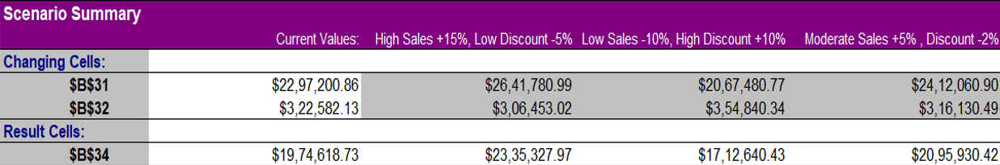 Scenario Summary
Current Values: High Sales +15%, Low Discount -5% Low Sales -10%, High Discount +10% Moderate Sales +5% , Discount -2%
Changing Cells:
$B$31 $22,97,200.86 $26,41,780.99 $20,67,480.77 $24,12,060.90
$B$32 $3,22,582.13 $3,06,453.02 $3,54,840.34 $3,16,130.49
Result Cells:
$B$34 $19,74,618.73 $23,35,327.97 $17,12,640.43 $20,95,930.42